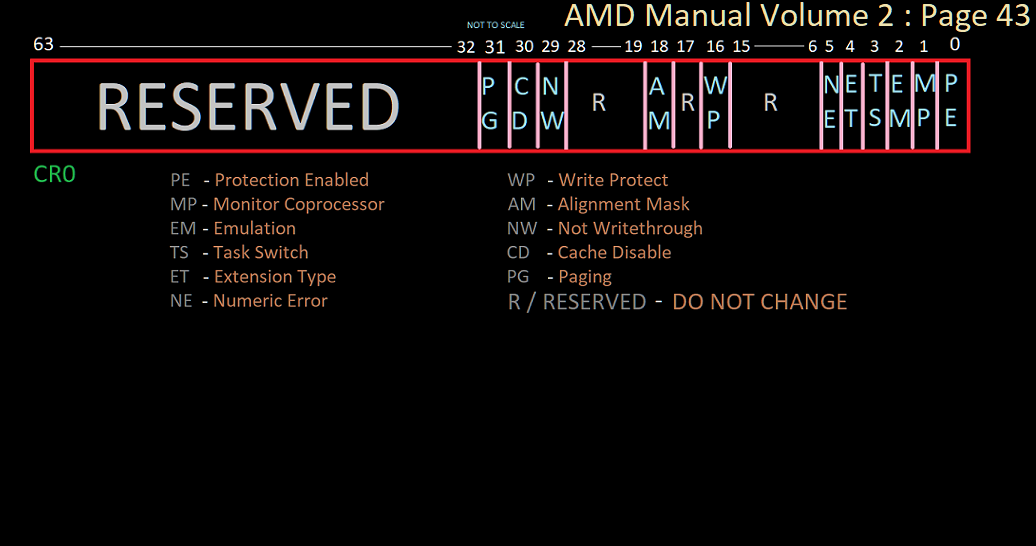 AMD Manual Volume 2 : Page 43
NOT TO SCALE
63 32 31 30 29 28 19 18 17 16 15 6 5 4 3 2 1 0
RESERVED PG CD NW R AM R WP R NE ET TS EM MP PE
CR0
PE - Protection Enabled
MP - Monitor Coprocessor
EM - Emulation
TS - Task Switch
ET - Extension Type
NE - Numeric Error
WP - Write Protect
AM - Alignment Mask
NW - Not Writethrough
CD - Cache Disable
PG - Paging
R / RESERVED - DO NOT CHANGE